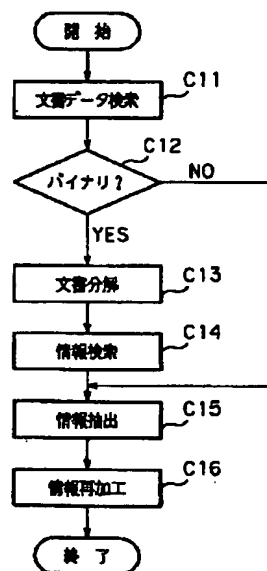 開始
C11
文書データ検索
C12
バイナリ?
NO
YES
C13
文書分解
C14
情報検索
C15
情報抽出
C16
情報再加工
終了